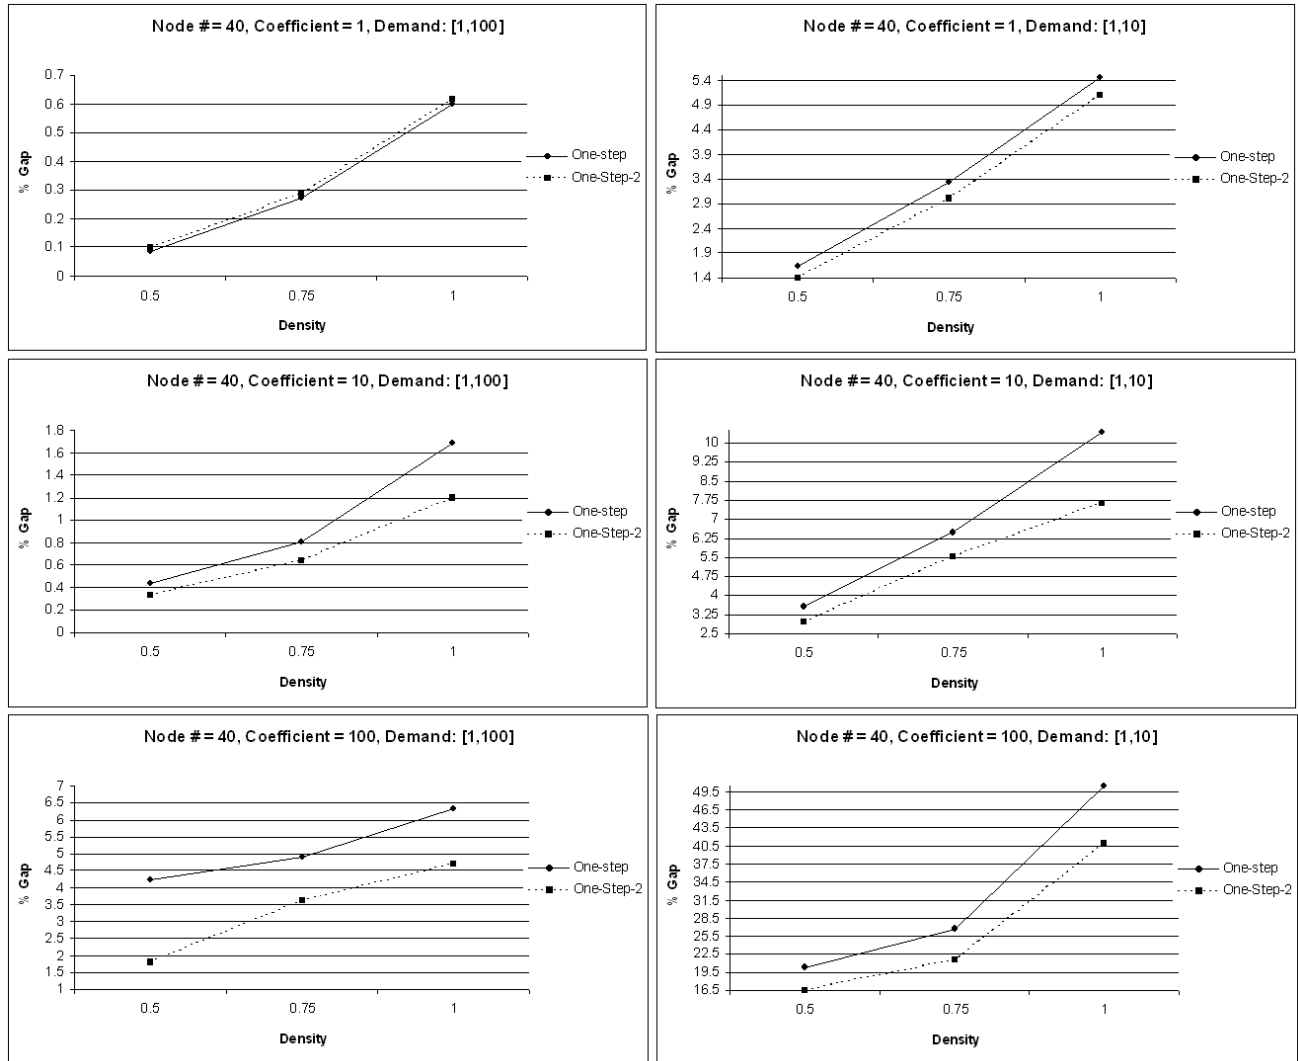 Node # = 40, Coefficient = 1, Demand: [1,100]
0.7
0.6
0.5
0.4
0.3
0.2
0.1
0
% Gap
0.5 0.75 1
Density
One-step
One-Step-2
Node # = 40, Coefficient = 1, Demand: [1,10]
5.4
4.9
4.4
3.9
3.4
2.9
2.4
1.9
1.4
% Gap
0.5 0.75 1
Density
One-step
One-Step-2
Node # = 40, Coefficient = 10, Demand: [1,100]
1.8
1.6
1.4
1.2
1
0.8
0.6
0.4
0.2
0
% Gap
0.5 0.75 1
Density
One-step
One-Step-2
Node # = 40, Coefficient = 10, Demand: [1,10]
10
9.25
8.5
7.75
7
6.25
5.5
4.75
4
3.25
2.5
% Gap
0.5 0.75 1
Density
One-step
One-Step-2
Node # = 40, Coefficient = 100, Demand: [1,100]
7
6.5
6
5.5
5
4.5
4
3.5
3
2.5
2
1.5
1
% Gap
0.5 0.75 1
Density
One-step
One-Step-2
Node # = 40, Coefficient = 100, Demand: [1,10]
49.5
46.5
43.5
40.5
37.5
34.5
31.5
28.5
25.5
22.5
19.5
16.5
% Gap
0.5 0.75 1
Density
One-step
One-Step-2